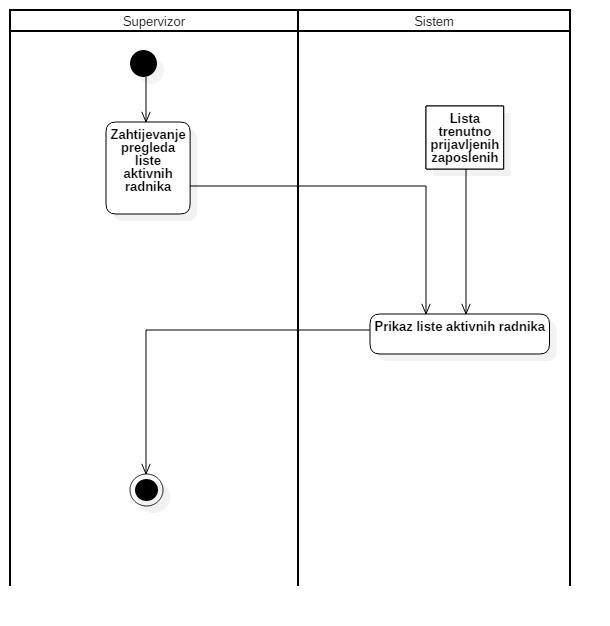 Supervizor
Sistem
Zahtijevanje
pregleda
liste
aktivnih
radnika
Lista
trenutno
prijavljenih
zaposlenih
Prikaz liste aktivnih radnika